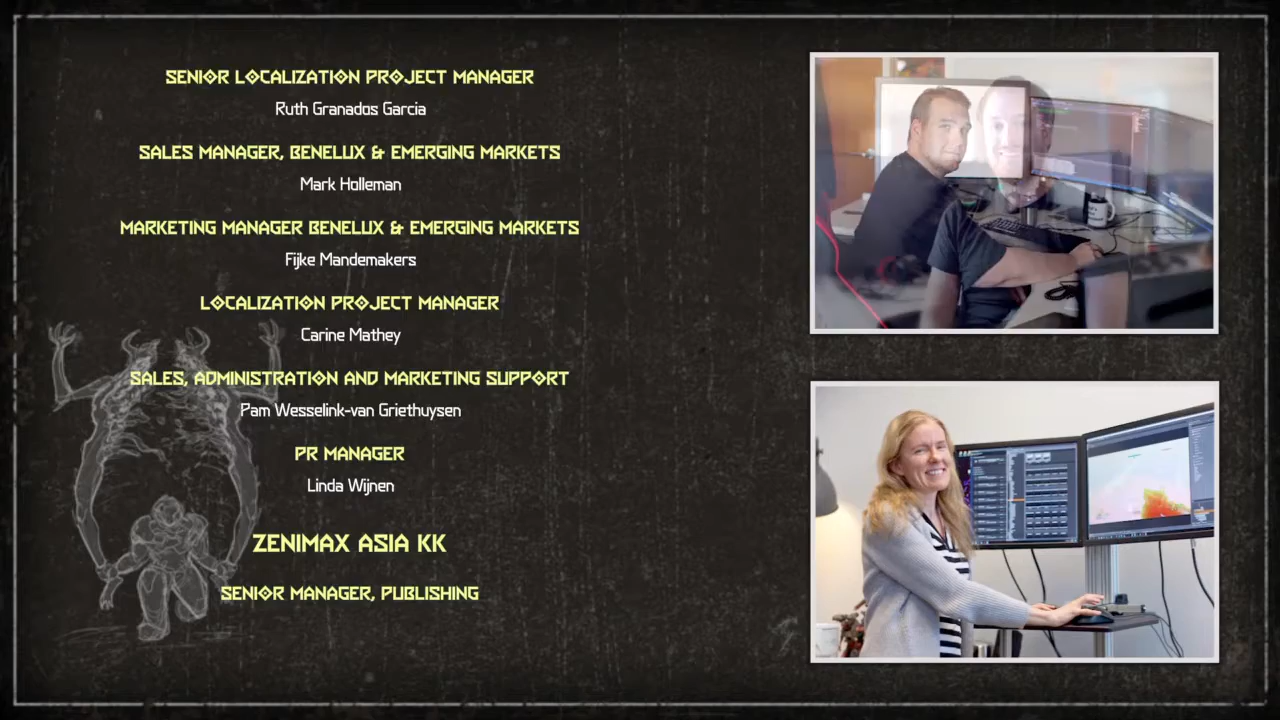 SENIOR LOCALIZATION PROJECT MANAGER
Ruth Granados Garcia
SALES MANAGER, BENELUX & EMERGING MARKETS
Mark Holleman
MARKETING MANAGER BENELUX & EMERGING MARKETS
Fijke Mandemakers
LOCALIZATION PROJECT MANAGER
Carine Mathey
SALES, ADMINISTRATION AND MARKETING SUPPORT
Pam Wesselink-van Griethuysen
PR MANAGER
Linda Wijnen
ZENIMAX ASIA KK
SENIOR MANAGER, PUBLISHING